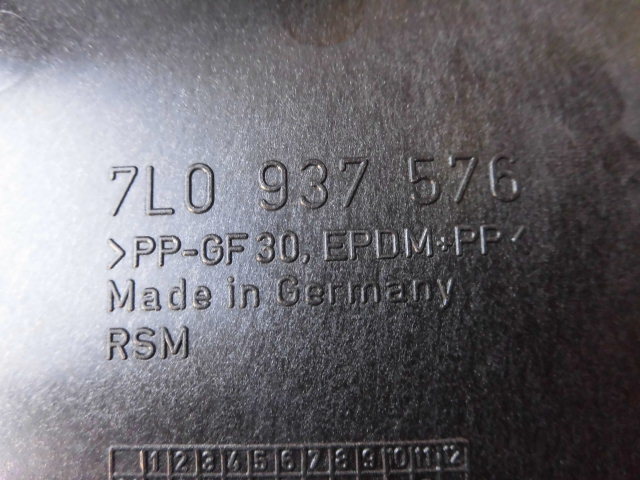 7L0 937 576
>PP-GF 30, EPDM+PP<
Made in Germany
RSM
1 2 3 4 5 6 7 8 9 10 11 12